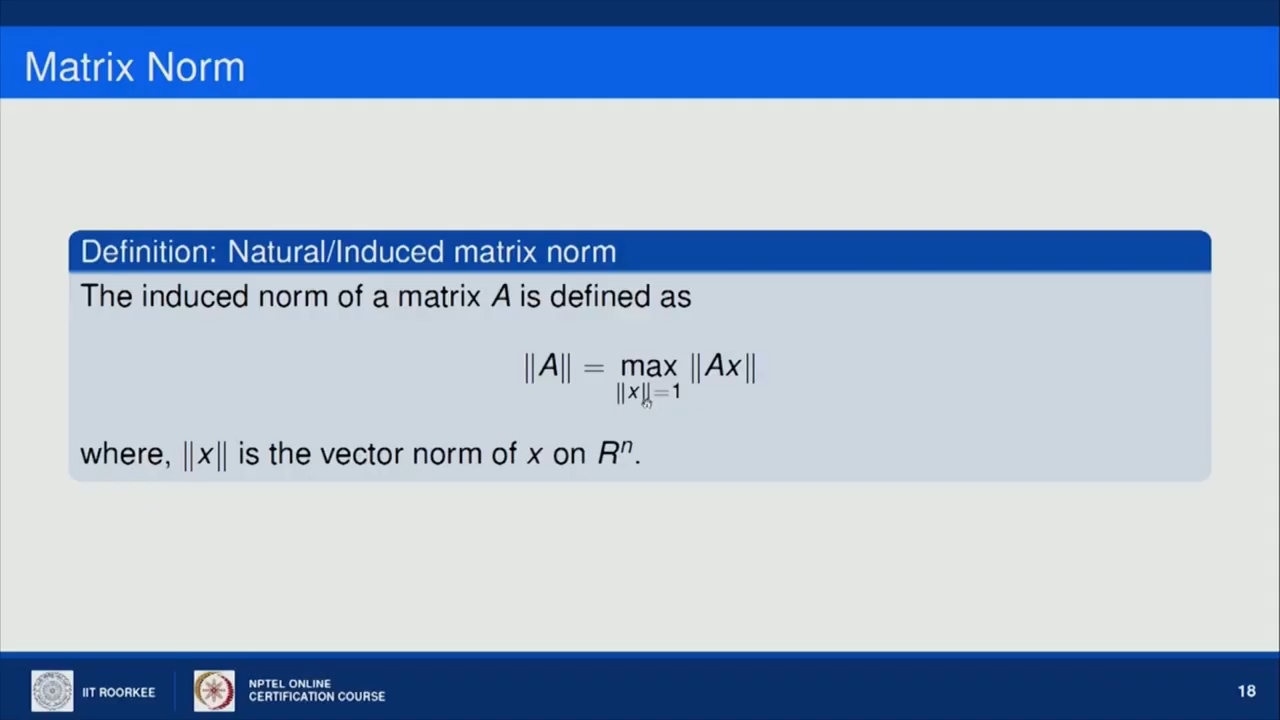 Matrix Norm
Definition: Natural/Induced matrix norm
The induced norm of a matrix A is defined as
‖A‖ = max ‖Ax‖
‖x‖=1
where, ‖x‖ is the vector norm of x on Rⁿ.
IIT ROORKEE
NPTEL ONLINE
CERTIFICATION COURSE
18